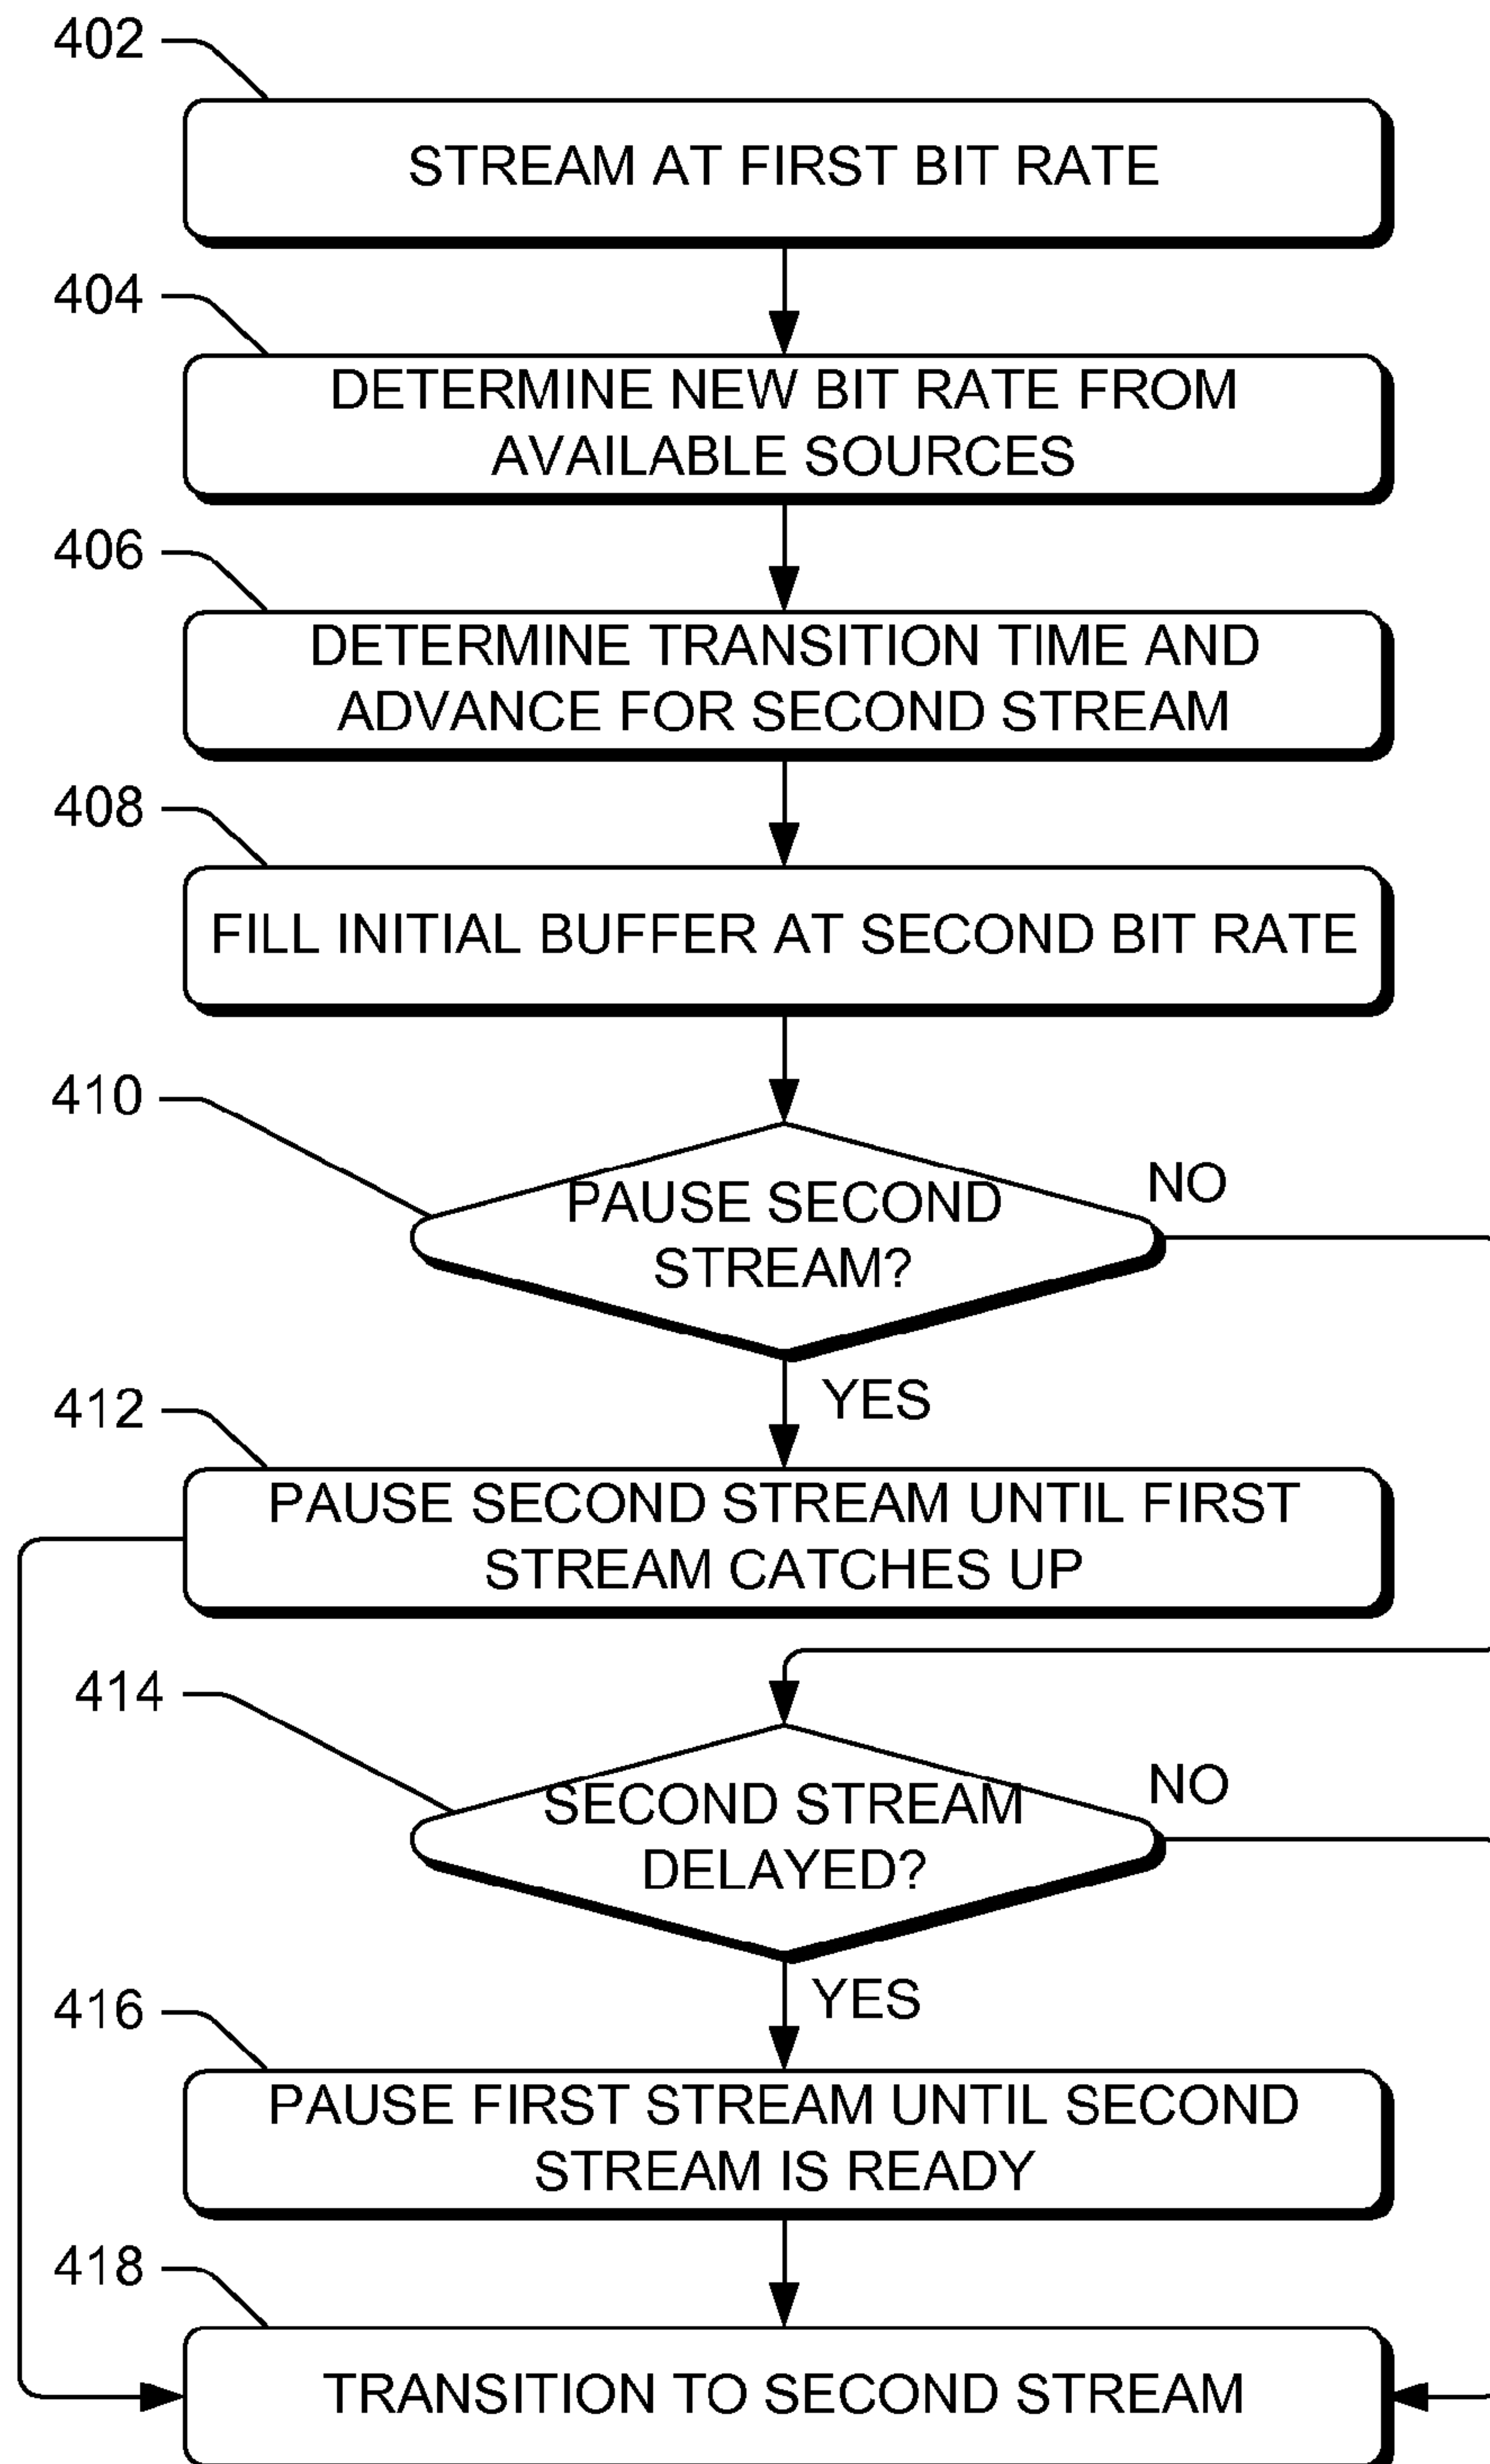 402
STREAM AT FIRST BIT RATE
404
DETERMINE NEW BIT RATE FROM
AVAILABLE SOURCES
406
DETERMINE TRANSITION TIME AND
ADVANCE FOR SECOND STREAM
408
FILL INITIAL BUFFER AT SECOND BIT RATE
410
PAUSE SECOND
STREAM?
NO
YES
412
PAUSE SECOND STREAM UNTIL FIRST
STREAM CATCHES UP
414
SECOND STREAM
DELAYED?
NO
YES
416
PAUSE FIRST STREAM UNTIL SECOND
STREAM IS READY
418
TRANSITION TO SECOND STREAM